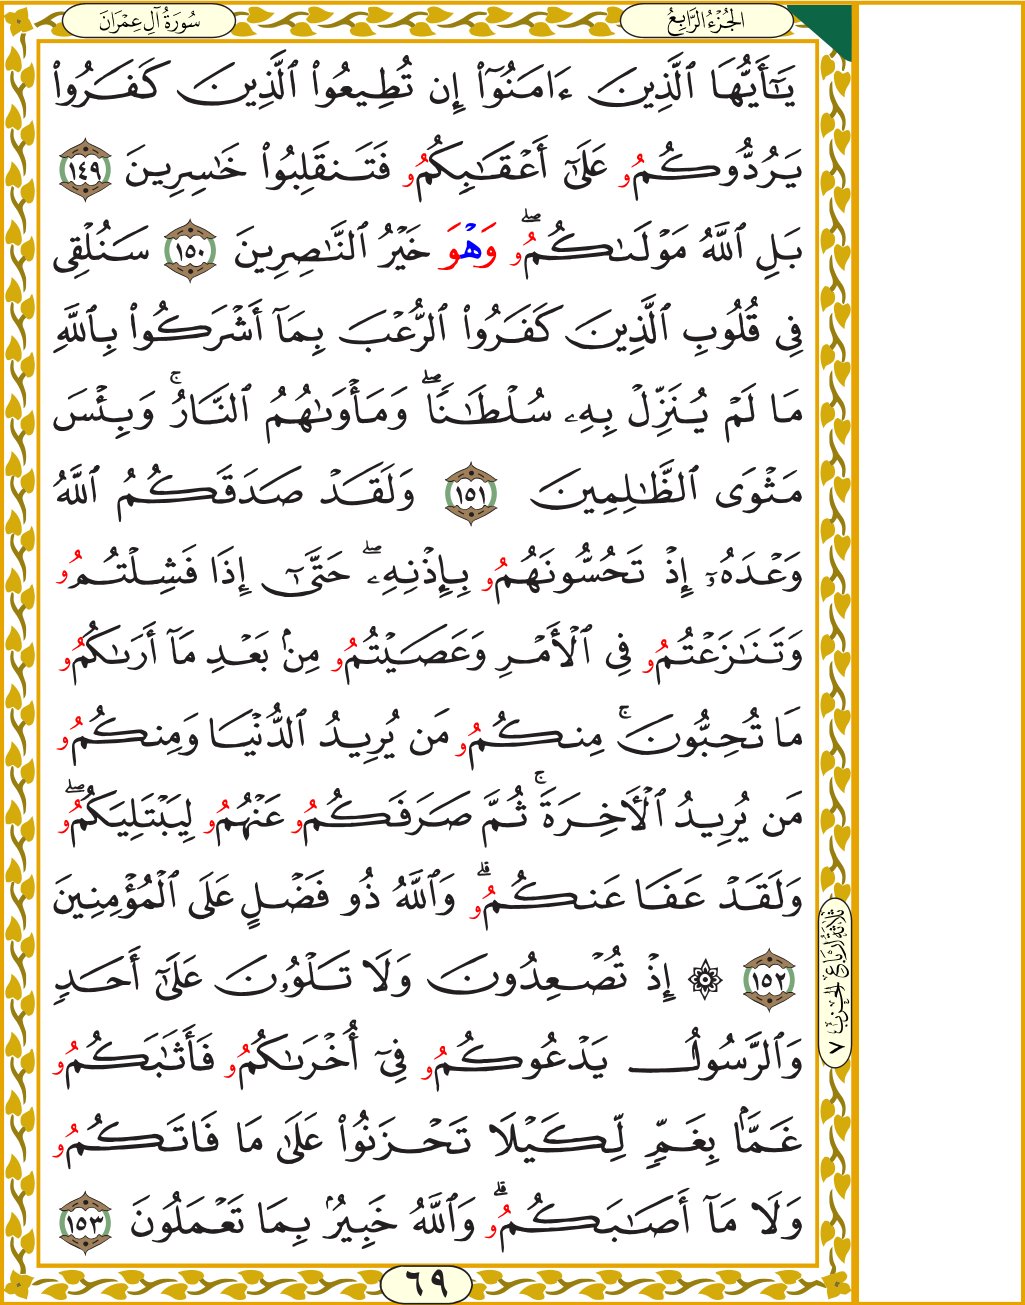 الجُزْءُ الرَّابِعُ
سُورَةُ آلِ عِمْرَانَ
يَـٰٓأَيُّهَا ٱلَّذِينَ ءَامَنُوٓاْ إِن تُطِيعُواْ ٱلَّذِينَ كَفَرُواْ
يَرُدُّوكُمُو عَلَىٰٓ أَعْقَـٰبِكُمُو فَتَنقَلِبُواْ خَـٰسِرِينَ ١٤٩
بَلِ ٱللَّهُ مَوْلَىٰكُمُوۖ وَهْوَ خَيْرُ ٱلنَّـٰصِرِينَ ١٥٠ سَنُلْقِى
فِى قُلُوبِ ٱلَّذِينَ كَفَرُواْ ٱلرُّعْبَ بِمَآ أَشْرَكُواْ بِٱللَّهِ
مَا لَمْ يُنَزِّلْ بِهِۦ سُلْطَـٰنًاۖ وَمَأْوَىٰهُمُ ٱلنَّارُۚ وَبِئْسَ
مَثْوَى ٱلظَّـٰلِمِينَ ١٥١ وَلَقَدْ صَدَقَكُمُ ٱللَّهُ
وَعْدَهُۥٓ إِذْ تَحُسُّونَهُمُو بِإِذْنِهِۦۖ حَتَّىٰٓ إِذَا فَشِلْتُمُو
وَتَنَـٰزَعْتُمُو فِى ٱلْأَمْرِ وَعَصَيْتُمُو مِنۢ بَعْدِ مَآ أَرَىٰكُمُو
مَا تُحِبُّونَۚ مِنكُمُو مَن يُرِيدُ ٱلدُّنْيَا وَمِنكُمُو
مَن يُرِيدُ ٱلْأَخِرَةَۚ ثُمَّ صَرَفَكُمُو عَنْهُمُو لِيَبْتَلِيَكُمُوۖ
وَلَقَدْ عَفَا عَنكُمُوۗ وَٱللَّهُ ذُو فَضْلٍ عَلَى ٱلْمُؤْمِنِينَ
١٥٢ ۞ إِذْ تُصْعِدُونَ وَلَا تَلْوُۥنَ عَلَىٰٓ أَحَدٍ
وَٱلرَّسُولُ يَدْعُوكُمُو فِىٓ أُخْرَىٰكُمُو فَأَثَـٰبَكُمُو
غَمَّۢا بِغَمٍّ لِّكَيْلَا تَحْزَنُواْ عَلَىٰ مَا فَاتَكُمُو
وَلَا مَآ أَصَـٰبَكُمُوۗ وَٱللَّهُ خَبِيرُۢ بِمَا تَعْمَلُونَ ١٥٣
ثَلَاثَةُ أَرْبَاعِ الحِزْبِ ٧
٦٩